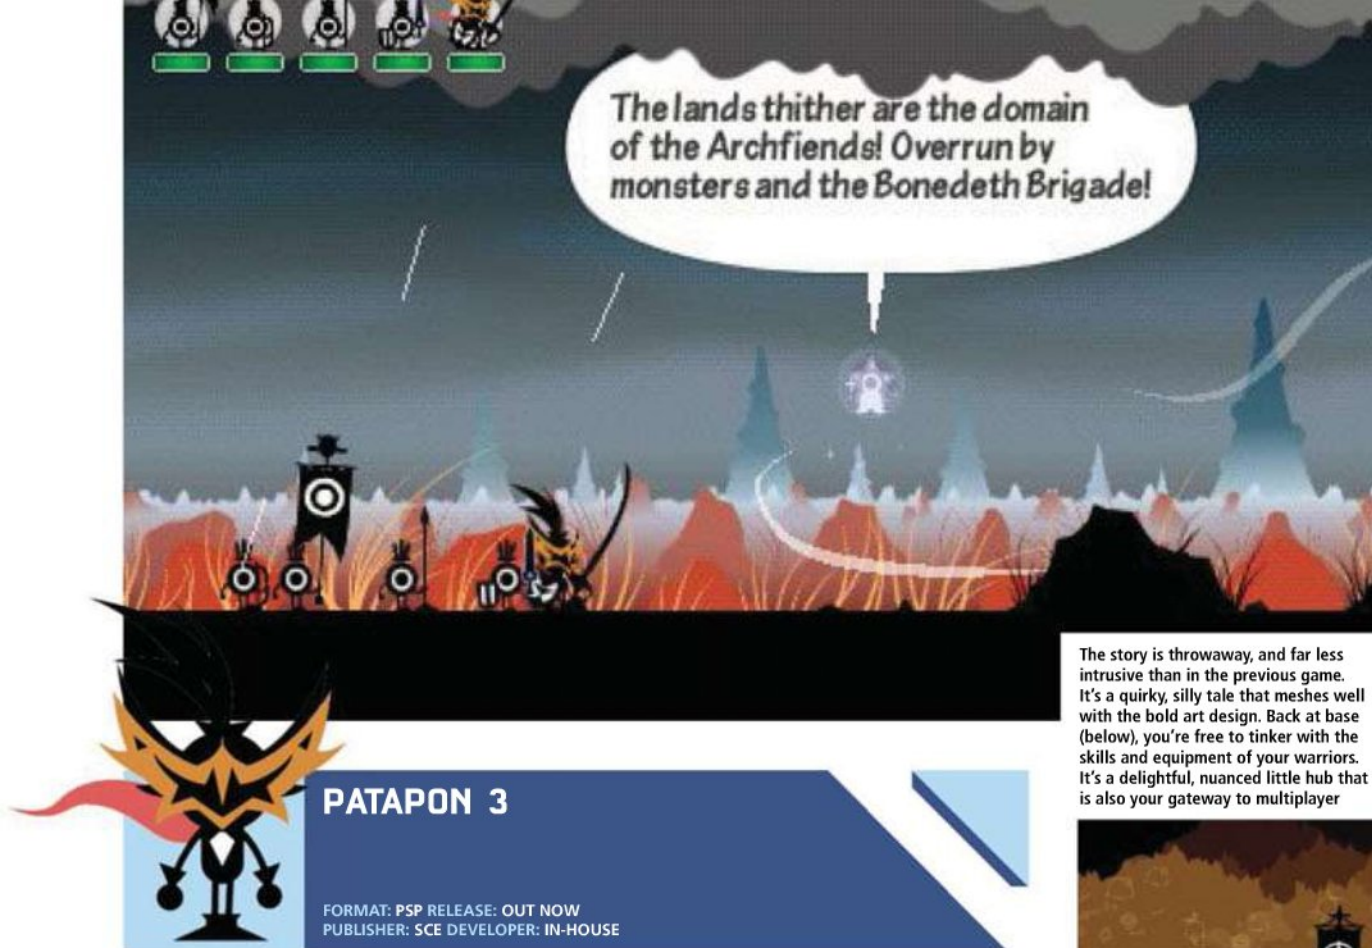 The lands thither are the domain
of the Archfiends! Overrun by
monsters and the Bonedeth Brigade!
The story is throwaway, and far less
intrusive than in the previous game.
It's a quirky, silly tale that meshes well
with the bold art design. Back at base
(below), you're free to tinker with the
skills and equipment of your warriors.
It's a delightful, nuanced little hub that
is also your gateway to multiplayer
PATAPON 3
FORMAT: PSP RELEASE: OUT NOW
PUBLISHER: SCE DEVELOPER: IN-HOUSE